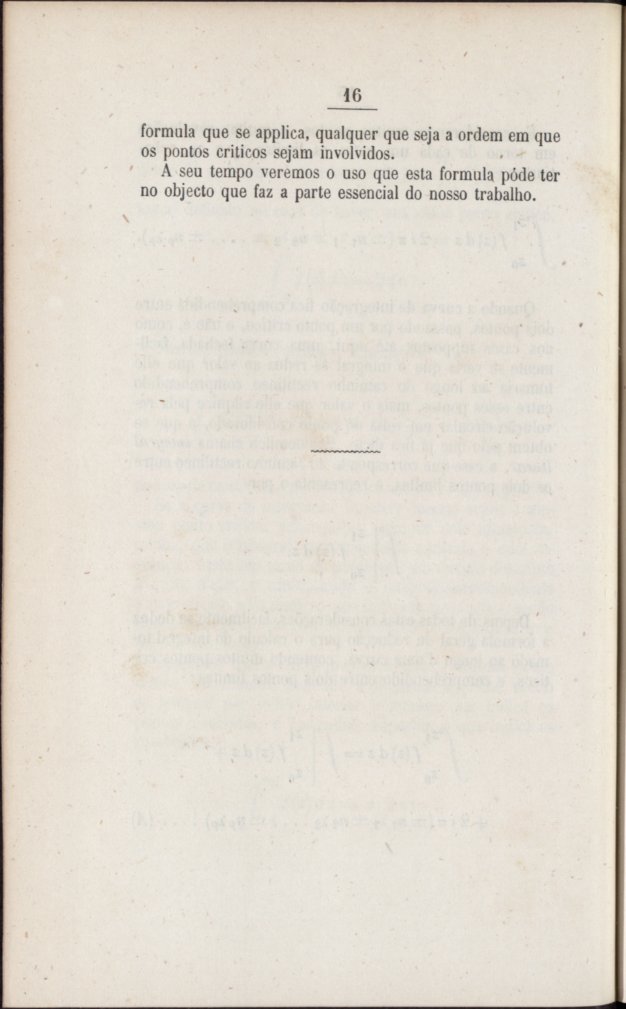 16
formula que se applica, qualquer que seja a ordem em que
os pontos criticos sejam involvidos.
A seu tempo veremos o uso que esta formula póde ter
no objecto que faz a parte essencial do nosso trabalho.